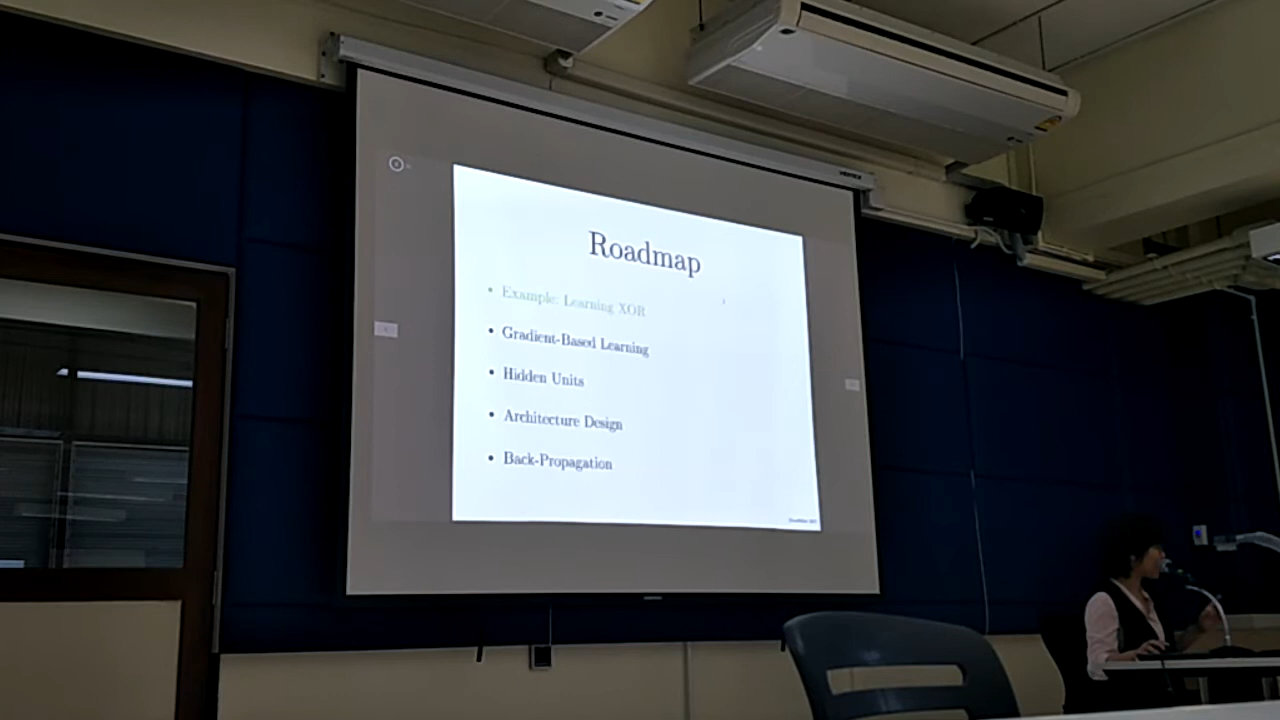 Roadmap
• Example: Learning XOR
• Gradient-Based Learning
• Hidden Units
• Architecture Design
• Back-Propagation